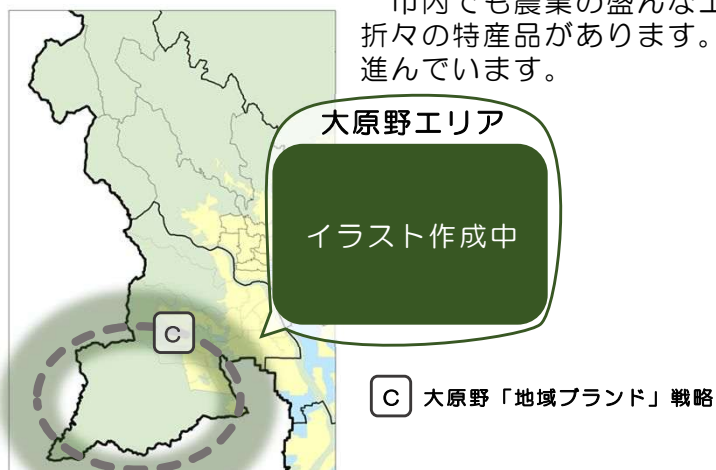 市内でも農業の盛んな
折々の特産品があります。
進んでいます。
大原野エリア
イラスト作成中
C
C 大原野「地域ブランド」戦略